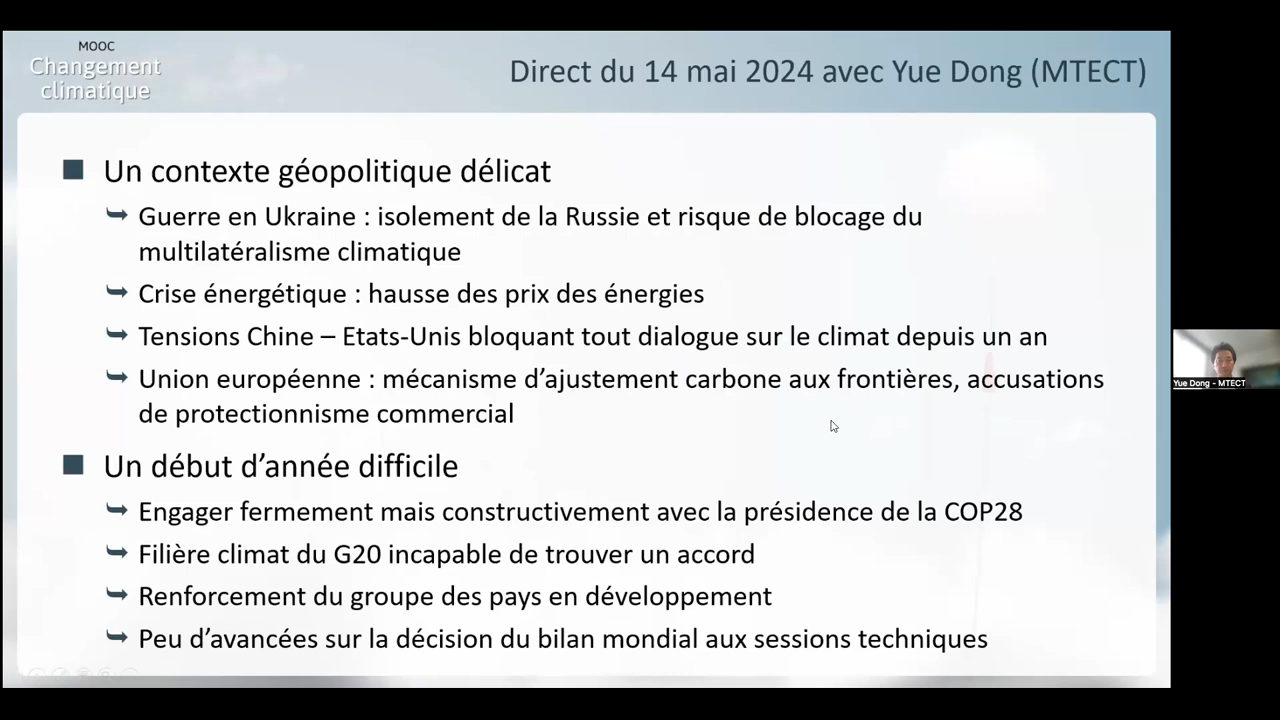 MOOC
Changement
climatique
Direct du 14 mai 2024 avec Yue Dong (MTECT)
Un contexte géopolitique délicat
Guerre en Ukraine : isolement de la Russie et risque de blocage du
multilatéralisme climatique
Crise énergétique : hausse des prix des énergies
Tensions Chine – Etats-Unis bloquant tout dialogue sur le climat depuis un an
Union européenne : mécanisme d’ajustement carbone aux frontières, accusations
de protectionnisme commercial
Yue Dong - MTECT
Un début d’année difficile
Engager fermement mais constructivement avec la présidence de la COP28
Filière climat du G20 incapable de trouver un accord
Renforcement du groupe des pays en développement
Peu d’avancées sur la décision du bilan mondial aux sessions techniques